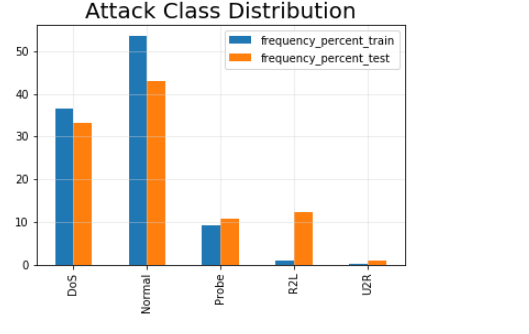 Attack Class Distribution
frequency_percent_train
frequency_percent_test
50
40
30
20
10
0
DoS
Normal
Probe
R2L
U2R